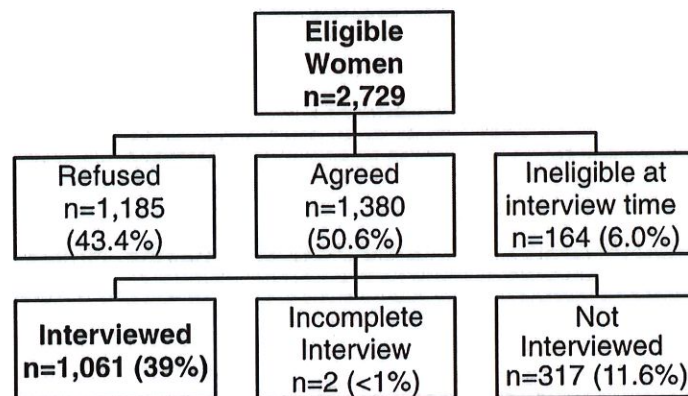 Eligible
Women
n=2,729
Refused
n=1,185
(43.4%)
Agreed
n=1,380
(50.6%)
Ineligible at
interview time
n=164 (6.0%)
Interviewed
n=1,061 (39%)
Incomplete
Interview
n=2 (<1%)
Not
Interviewed
n=317 (11.6%)